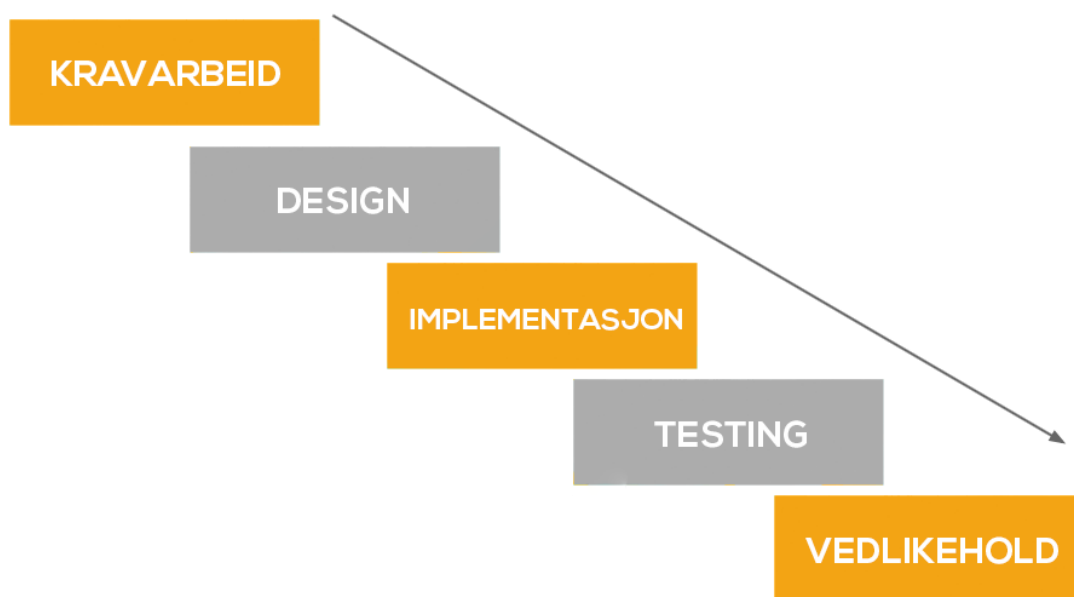 KRAVARBEID
DESIGN
IMPLEMENTASJON
TESTING
VEDLIKEHOLD